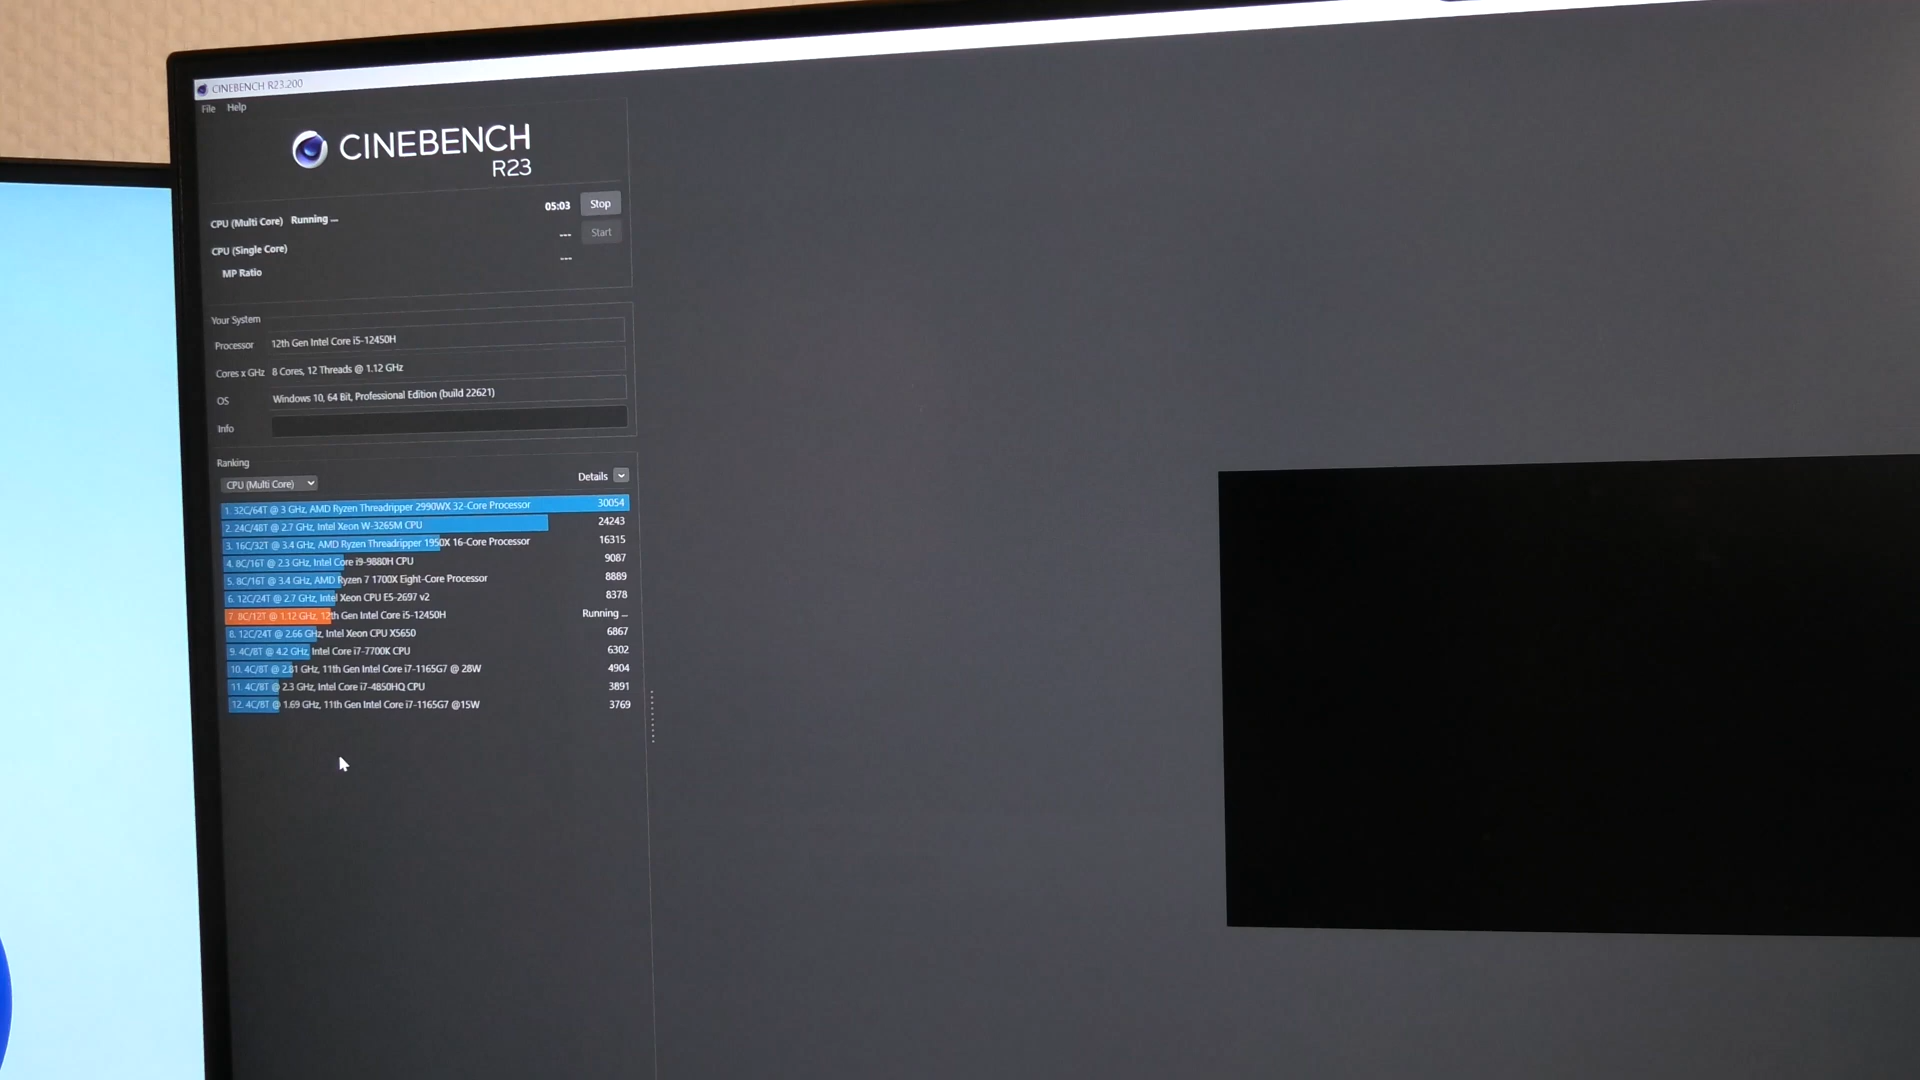 CINEBENCH R23.200
File Help
CINEBENCH
R23
CPU (Multi Core) Running ... 05:03 Stop
CPU (Single Core) --- Start
MP Ratio ---
Your System
Processor 12th Gen Intel Core i5-12450H
Cores x GHz 8 Cores, 12 Threads @ 1.12 GHz
OS Windows 10, 64 Bit, Professional Edition (build 22621)
Info
Ranking
CPU (Multi Core) Details
1. 32C/64T @ 3 GHz, AMD Ryzen Threadripper 2990WX 32-Core Processor 30054
2. 24C/48T @ 2.7 GHz, Intel Xeon W-3265M CPU 24243
3. 16C/32T @ 3.4 GHz, AMD Ryzen Threadripper 1950X 16-Core Processor 16315
4. 8C/16T @ 2.3 GHz, Intel Core i9-9880H CPU 9087
5. 8C/16T @ 3.4 GHz, AMD Ryzen 7 1700X Eight-Core Processor 8889
6. 12C/24T @ 2.7 GHz, Intel Xeon CPU E5-2697 v2 8378
7. 8C/12T @ 1.12 GHz, 12th Gen Intel Core i5-12450H Running ...
8. 12C/24T @ 2.66 GHz, Intel Xeon CPU X5650 6867
9. 4C/8T @ 4.2 GHz, Intel Core i7-7700K CPU 6302
10. 4C/8T @ 2.81 GHz, 11th Gen Intel Core i7-1165G7 @ 28W 4904
11. 4C/8T @ 2.3 GHz, Intel Core i7-4850HQ CPU 3891
12. 4C/8T @ 1.69 GHz, 11th Gen Intel Core i7-1165G7 @15W 3769